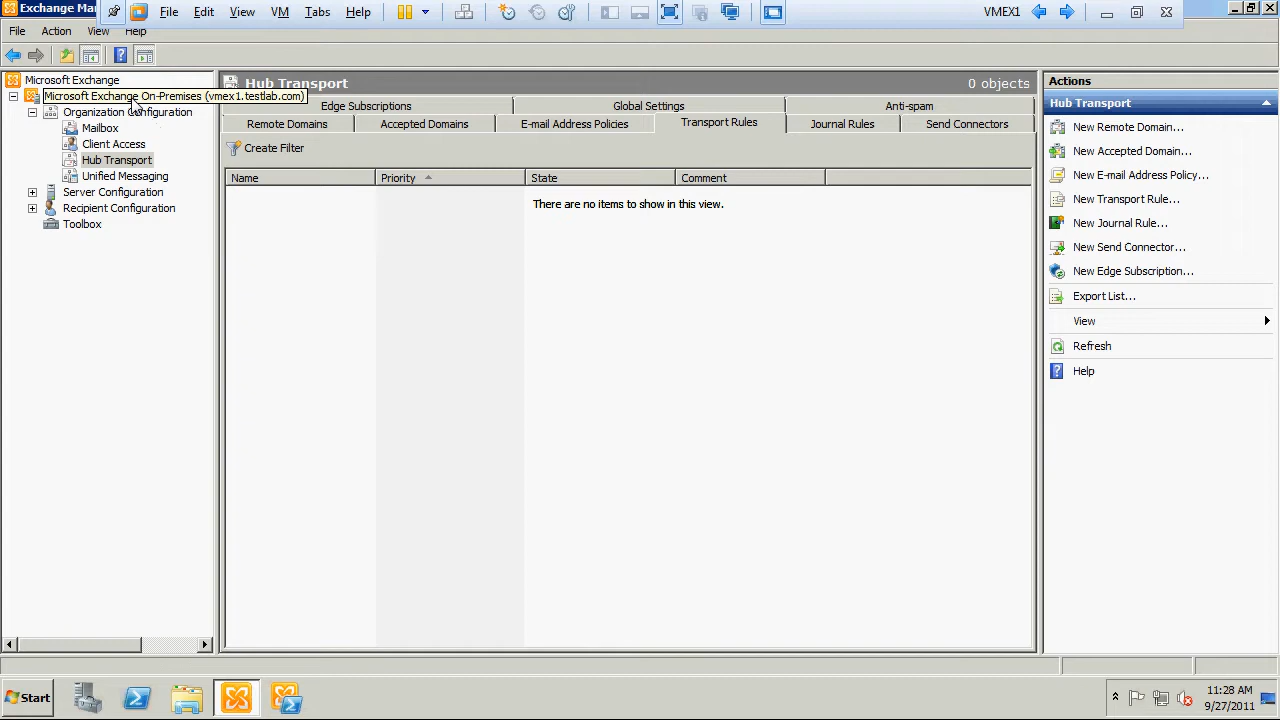 Exchange Mar
File Edit View VM Tabs Help
VMEX1
File Action View Help
Microsoft Exchange
Microsoft Exchange On-Premises (vmex1.testlab.com)
Organization Configuration
Mailbox
Client Access
Hub Transport
Unified Messaging
Server Configuration
Recipient Configuration
Toolbox
Hub Transport 0 objects
Edge Subscriptions Global Settings Anti-spam
Remote Domains Accepted Domains E-mail Address Policies Transport Rules Journal Rules Send Connectors
Create Filter
Name Priority State Comment
There are no items to show in this view.
Actions
Hub Transport
New Remote Domain...
New Accepted Domain...
New E-mail Address Policy...
New Transport Rule...
New Journal Rule...
New Send Connector...
New Edge Subscription...
Export List...
View
Refresh
Help
Start
11:28 AM
9/27/2011